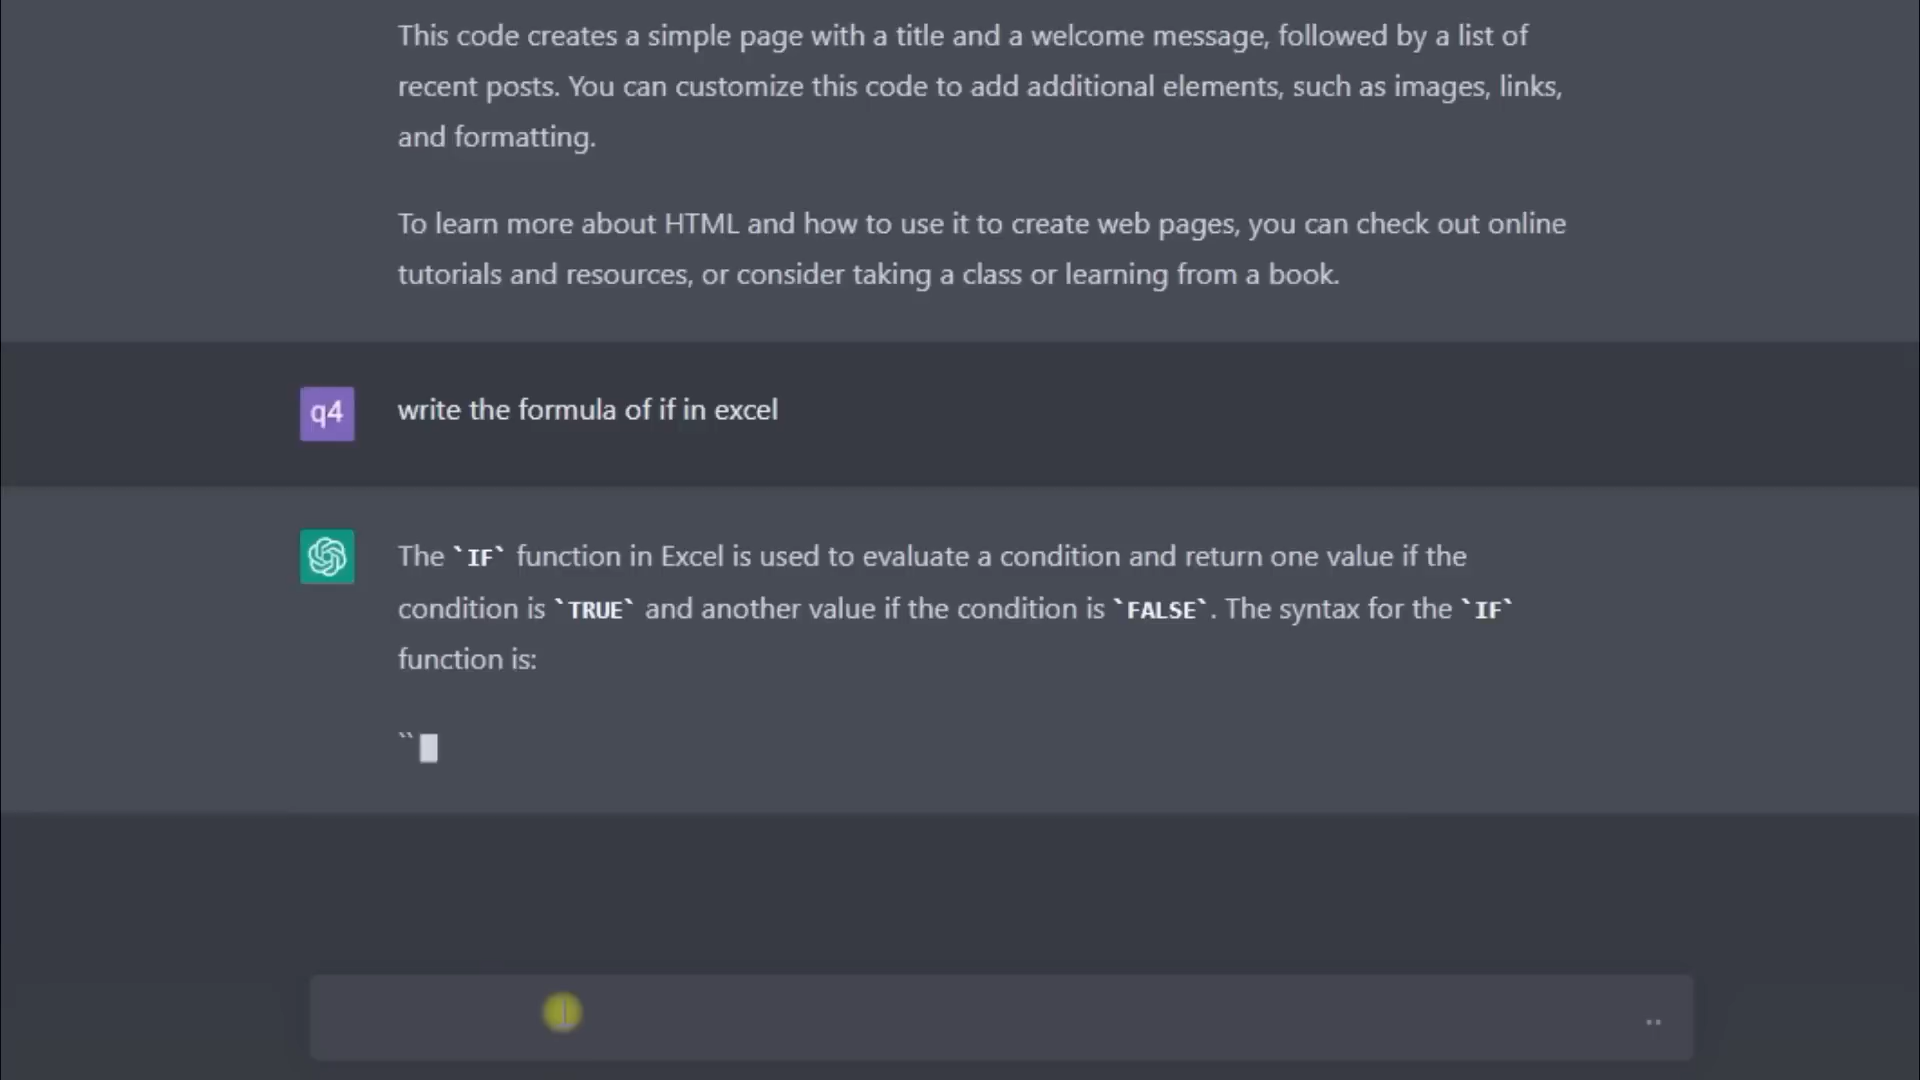 This code creates a simple page with a title and a welcome message, followed by a list of
recent posts. You can customize this code to add additional elements, such as images, links,
and formatting.
To learn more about HTML and how to use it to create web pages, you can check out online
tutorials and resources, or consider taking a class or learning from a book.
q4
write the formula of if in excel
The `IF` function in Excel is used to evaluate a condition and return one value if the
condition is `TRUE` and another value if the condition is `FALSE`. The syntax for the `IF`
function is:
``